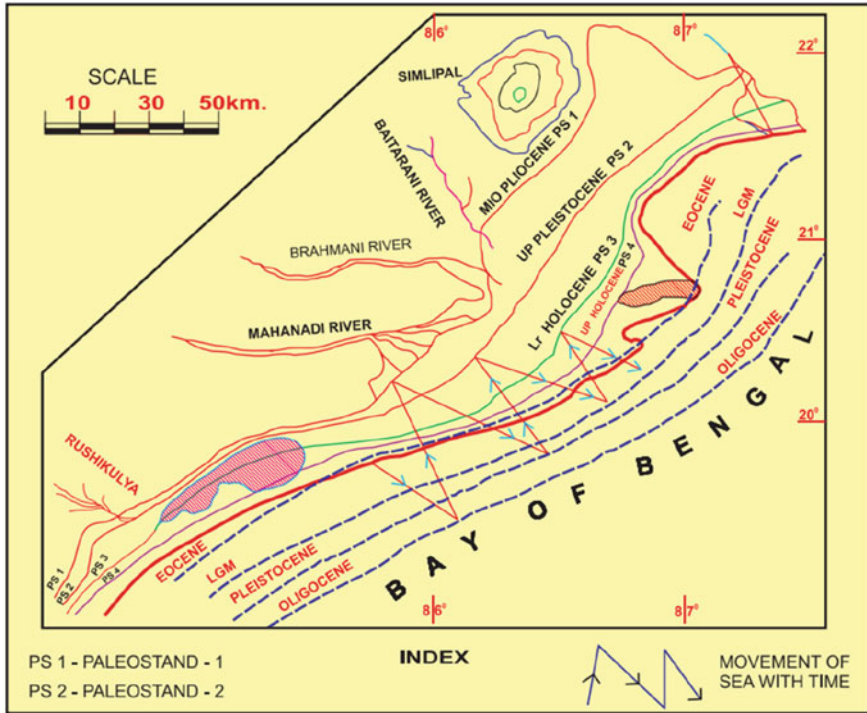 86°
87°
22°
SCALE
10 30 50km.
SIMLIPAL
BAITARANI RIVER
MIO PLIOCENE PS 1
UP PLEISTOCENE PS 2
BRAHMANI RIVER
MAHANADI RIVER
Lr HOLOCENE PS 3
UP HOLOCENE PS 4
EOCENE
LGM
PLEISTOCENE
OLIGOCENE
21°
20°
RUSHIKULYA
PS 1
PS 2
PS 3
PS 4
EOCENE
LGM
PLEISTOCENE
OLIGOCENE
BAY OF BENGAL
86°
87°
INDEX
PS 1 - PALEOSTAND - 1
PS 2 - PALEOSTAND - 2
MOVEMENT OF
SEA WITH TIME